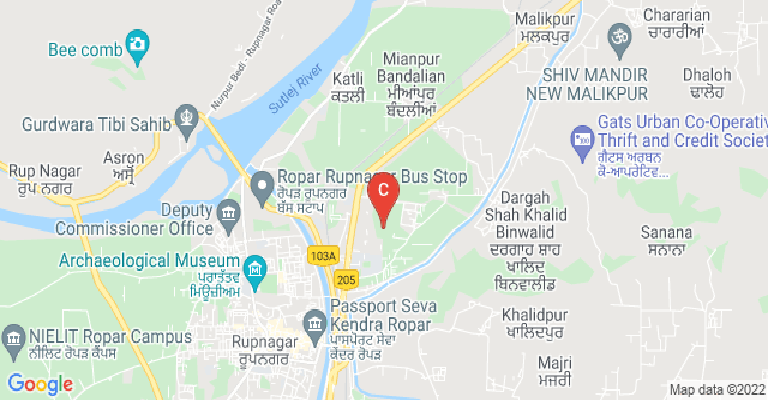 Malikpur
ਮਲਕਪੁਰ
Chararian
ਚਾਰਾਰੀਆਂ
Bee comb
Nurpur Bedi - Rupnagar Road
Sutlej River
Katli
ਕਤਲੀ
Mianpur
Bandalian
ਮੀਆਂਪੁਰ
ਬੰਦਲੀਆਂ
SHIV MANDIR
NEW MALIKPUR
Dhaloh
ਢਾਲੋਹ
Gurdwara Tibi Sahib
Gats Urban Co-Operative
Thrift and Credit Society
ਗੈਟਸ ਅਰਬਨ
ਕੋ-ਆਪਰੇਟਿਵ...
Asron
ਅਸ੍ਰੋਂ
Rup Nagar
ਰੂਪ ਨਗਰ
Ropar Rupnagar Bus Stop
ਰੋਪੜ ਰੂਪਨਗਰ
ਬੱਸ ਸਟਾਪ
C
Deputy
Commissioner Office
Dargah
Shah Khalid
Binwalid
ਦਰਗਾਹ ਸ਼ਾਹ
ਖਾਲਿਦ
ਬਿਨਵਾਲੀਡ
Sanana
ਸਨਾਨਾ
Archaeological Museum
ਪੁਰਾਤੱਤਵ
ਮਿਊਜ਼ੀਅਮ
103A
205
Passport Seva
Kendra Ropar
ਪਾਸਪੋਰਟ ਸੇਵਾ
ਕੇਂਦਰ ਰੋਪੜ
Khalidpur
ਖਾਲਿਦਪੁਰ
NIELIT Ropar Campus
ਨੀਲਿਟ ਰੋਪੜ ਕੈਂਪਸ
Rupnagar
ਰੂਪਨਗਰ
Majri
ਮਜਰੀ
Google
Map data ©2022